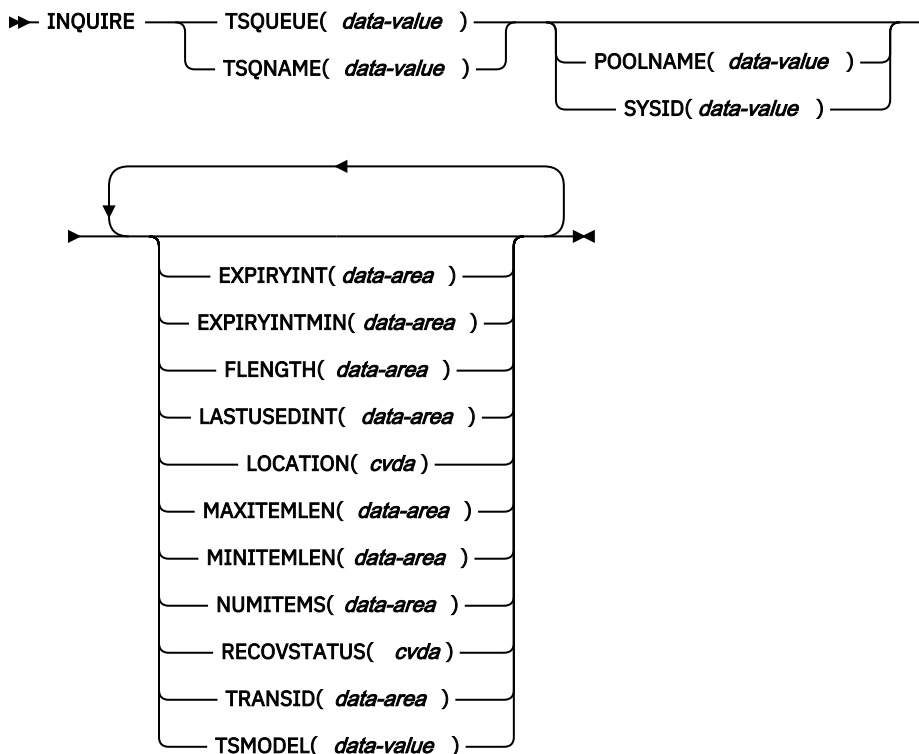 INQUIRE TSQUEUE( data-value )
TSQNAME( data-value )
POOLNAME( data-value )
SYSID( data-value )
EXPIRYINT( data-area )
EXPIRYINTMIN( data-area )
FLENGTH( data-area )
LASTUSEDINT( data-area )
LOCATION( cvda )
MAXITEMLEN( data-area )
MINITEMLEN( data-area )
NUMITEMS( data-area )
RECOVSTATUS( cvda )
TRANSID( data-area )
TSMODEL( data-value )